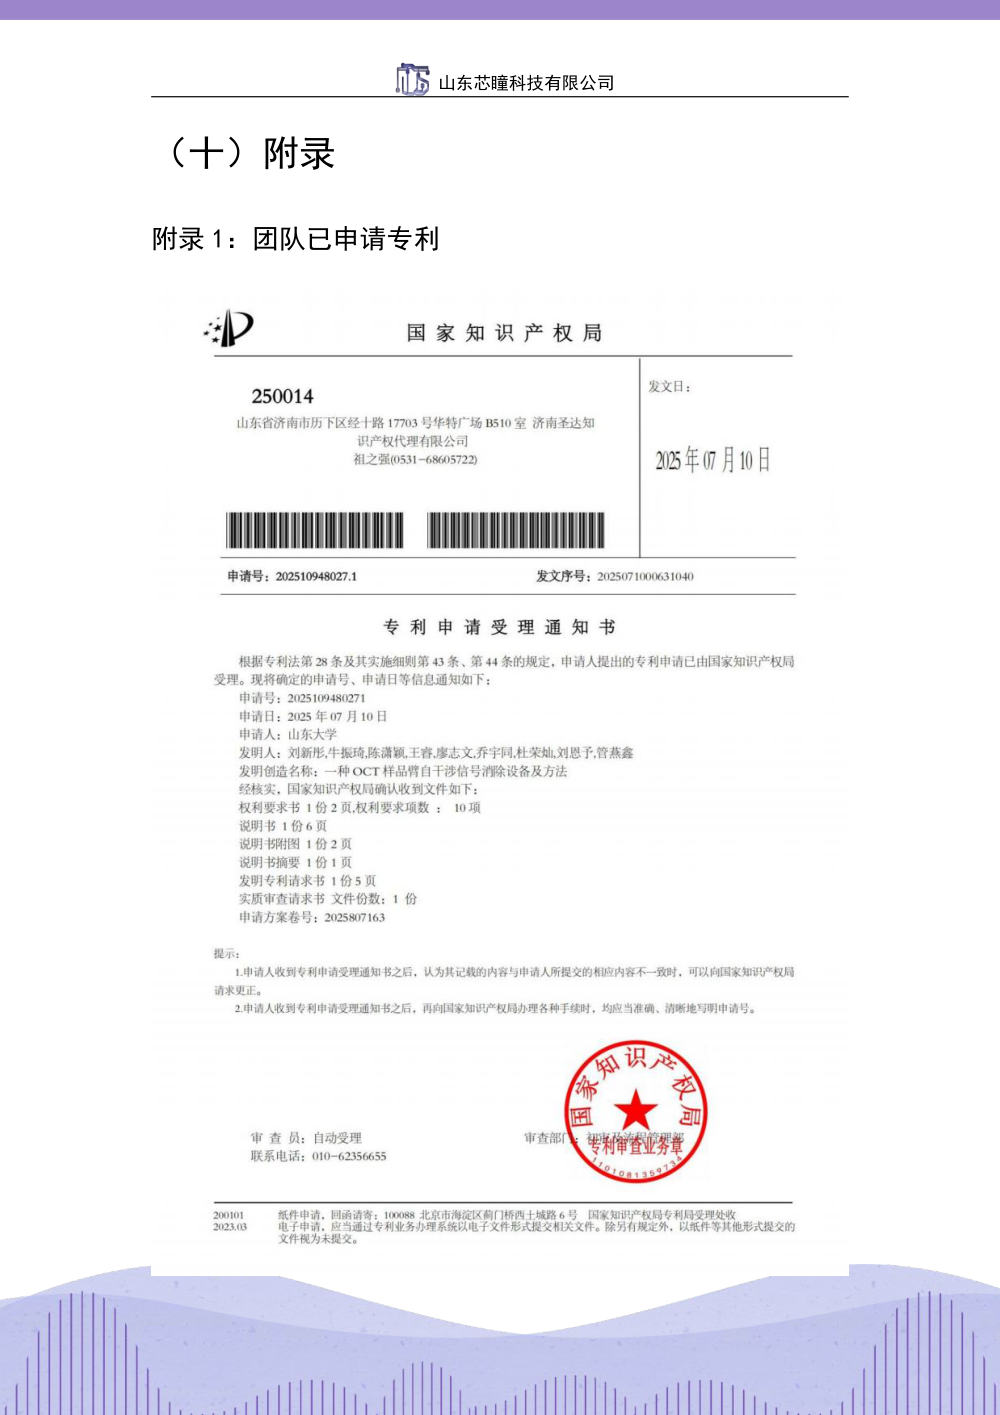 山东芯瞳科技有限公司
（十）附录
附录 1：团队已申请专利
国家知识产权局
250014
山东省济南市历下区经十路 17703 号华特广场 B510 室 济南圣达知
识产权代理有限公司
祖之强(0531-68605722)
发文日：
2025 年 07 月 10 日
申请号：202510948027.1
发文序号：2025071000631040
专利申请受理通知书
根据专利法第 28 条及其实施细则第 43 条、第 44 条的规定，申请人提出的专利申请已由国家知识产权局
受理。现将确定的申请号、申请日等信息通知如下：
申请号：2025109480271
申请日：2025 年 07 月 10 日
申请人：山东大学
发明人：刘新彤,牛振琦,陈潇颖,王睿,廖志文,乔宇同,杜荣灿,刘恩予,管燕鑫
发明创造名称：一种 OCT 样品臂自干涉信号消除设备及方法
经核实，国家知识产权局确认收到文件如下：
权利要求书 1 份 2 页,权利要求项数 ： 10 项
说明书 1 份 6 页
说明书附图 1 份 2 页
说明书摘要 1 份 1 页
发明专利请求书 1 份 5 页
实质审查请求书 文件份数：1 份
申请方案卷号：2025807163
提示：
1.申请人收到专利申请受理通知书之后，认为其记载的内容与申请人所提交的相应内容不一致时，可以向国家知识产权局
请求更正。
2.申请人收到专利申请受理通知书之后，再向国家知识产权局办理各种手续时，均应当准确、清晰地写明申请号。
国家知识产权局
审 查 员：自动受理
审查部门：初审及流程管理部
专利审查业务章
联系电话：010-62356655
1101081359734
200101 纸件申请，回函请寄：100088 北京市海淀区蓟门桥西土城路 6 号 国家知识产权局专利局受理处收
2023.03 电子申请，应当通过专利业务办理系统以电子文件形式提交相关文件。除另有规定外，以纸件等其他形式提交的
文件视为未提交。